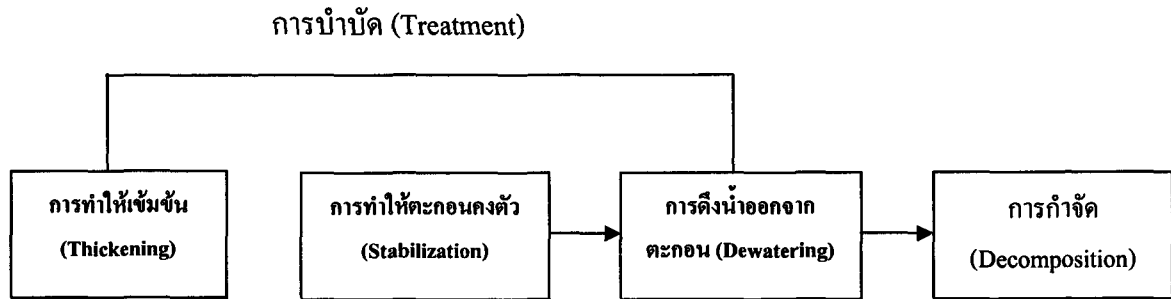 การบำบัด (Treatment)
การทำให้เข้มข้น
(Thickening)
การทำให้ตะกอนคงตัว
(Stabilization)
การดึงน้ำออกจาก
ตะกอน (Dewatering)
การกำจัด
(Decomposition)